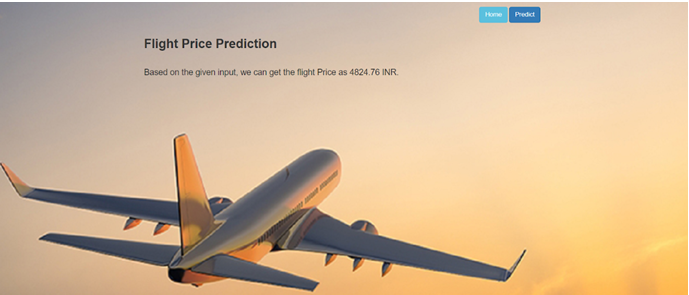 Home Predict
Flight Price Prediction
Based on the given input, we can get the flight Price as 4824.76 INR.